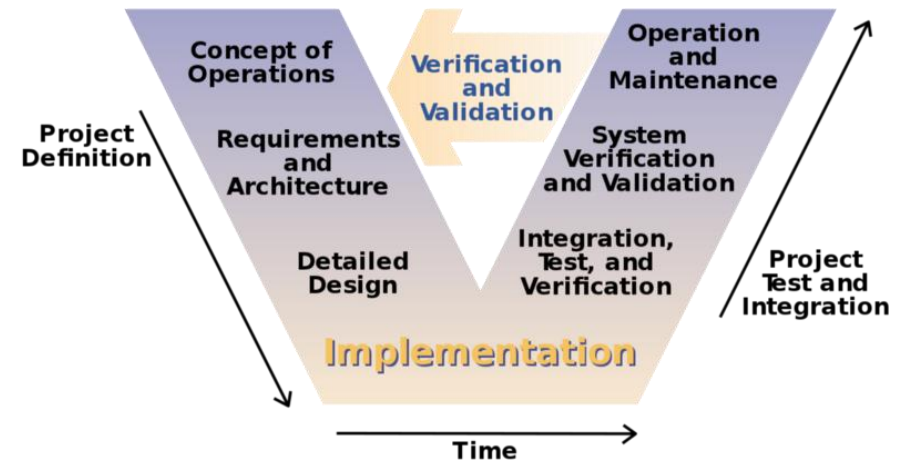 Concept of
Operations
Verification
and
Validation
Operation
and
Maintenance
Project
Definition
Requirements
and
Architecture
System
Verification
and Validation
Detailed
Design
Integration,
Test, and
Verification
Project
Test and
Integration
Implementation
Time